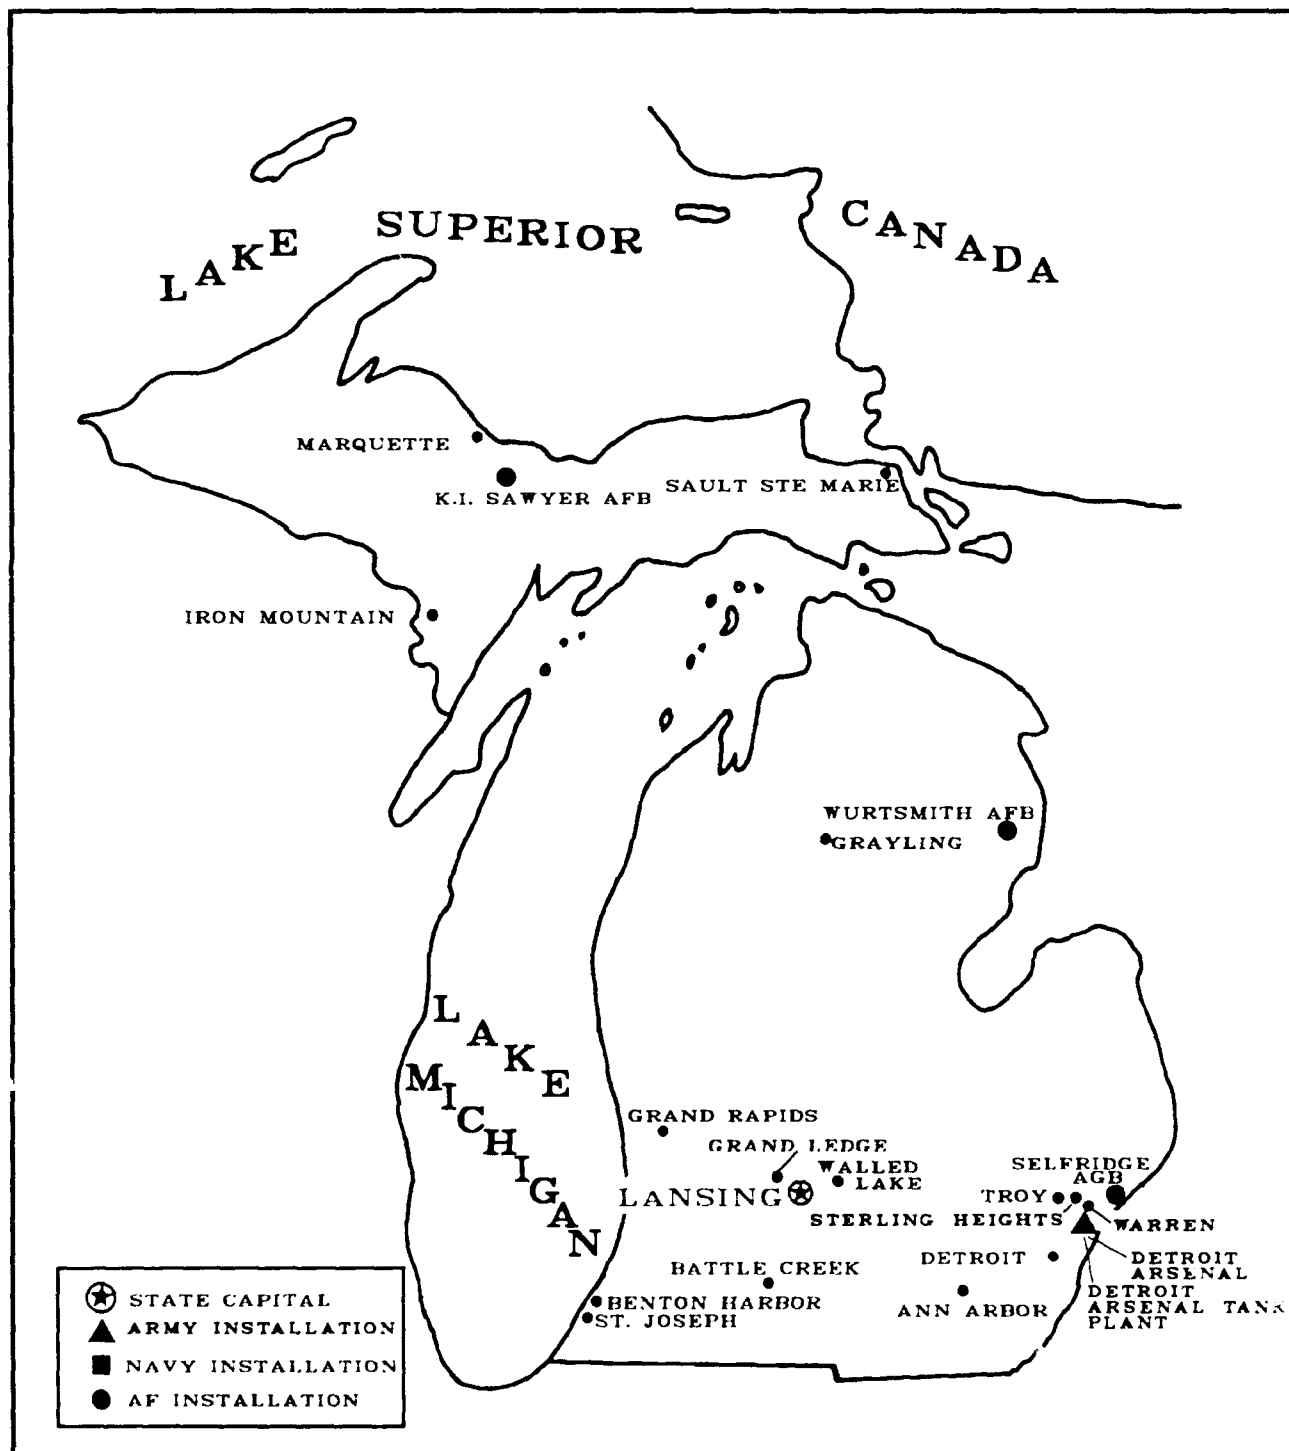 LAKE SUPERIOR
CANADA
MARQUETTE
K.I. SAWYER AFB
SAULT STE MARIE
IRON MOUNTAIN
WURTSMITH AFB
GRAYLING
LAKE
MICHIGAN
GRAND RAPIDS
GRAND LEDGE
WALLED
LAKE
LANSING
SELFRIDGE
AGB
TROY
STERLING HEIGHTS
WARREN
DETROIT
DETROIT
ARSENAL
BATTLE CREEK
ANN ARBOR
DETROIT
ARSENAL TANK
PLANT
BENTON HARBOR
ST. JOSEPH
STATE CAPITAL
ARMY INSTALLATION
NAVY INSTALLATION
AF INSTALLATION